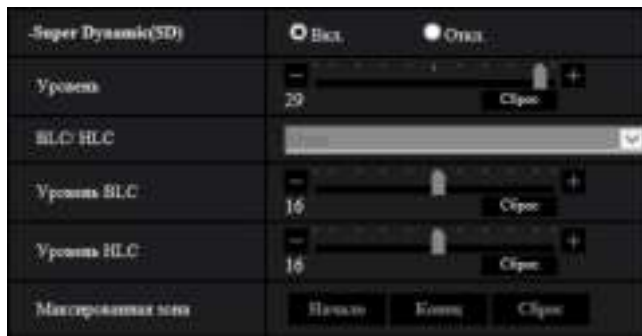 -Super Dynamic(SD) Вкл. Откл.
Уровень − +
29 Сброс
BLC/ HLC
Уровень BLC − +
16 Сброс
Уровень HLC − +
16 Сброс
Маскированная зона Начало Конец Сброс